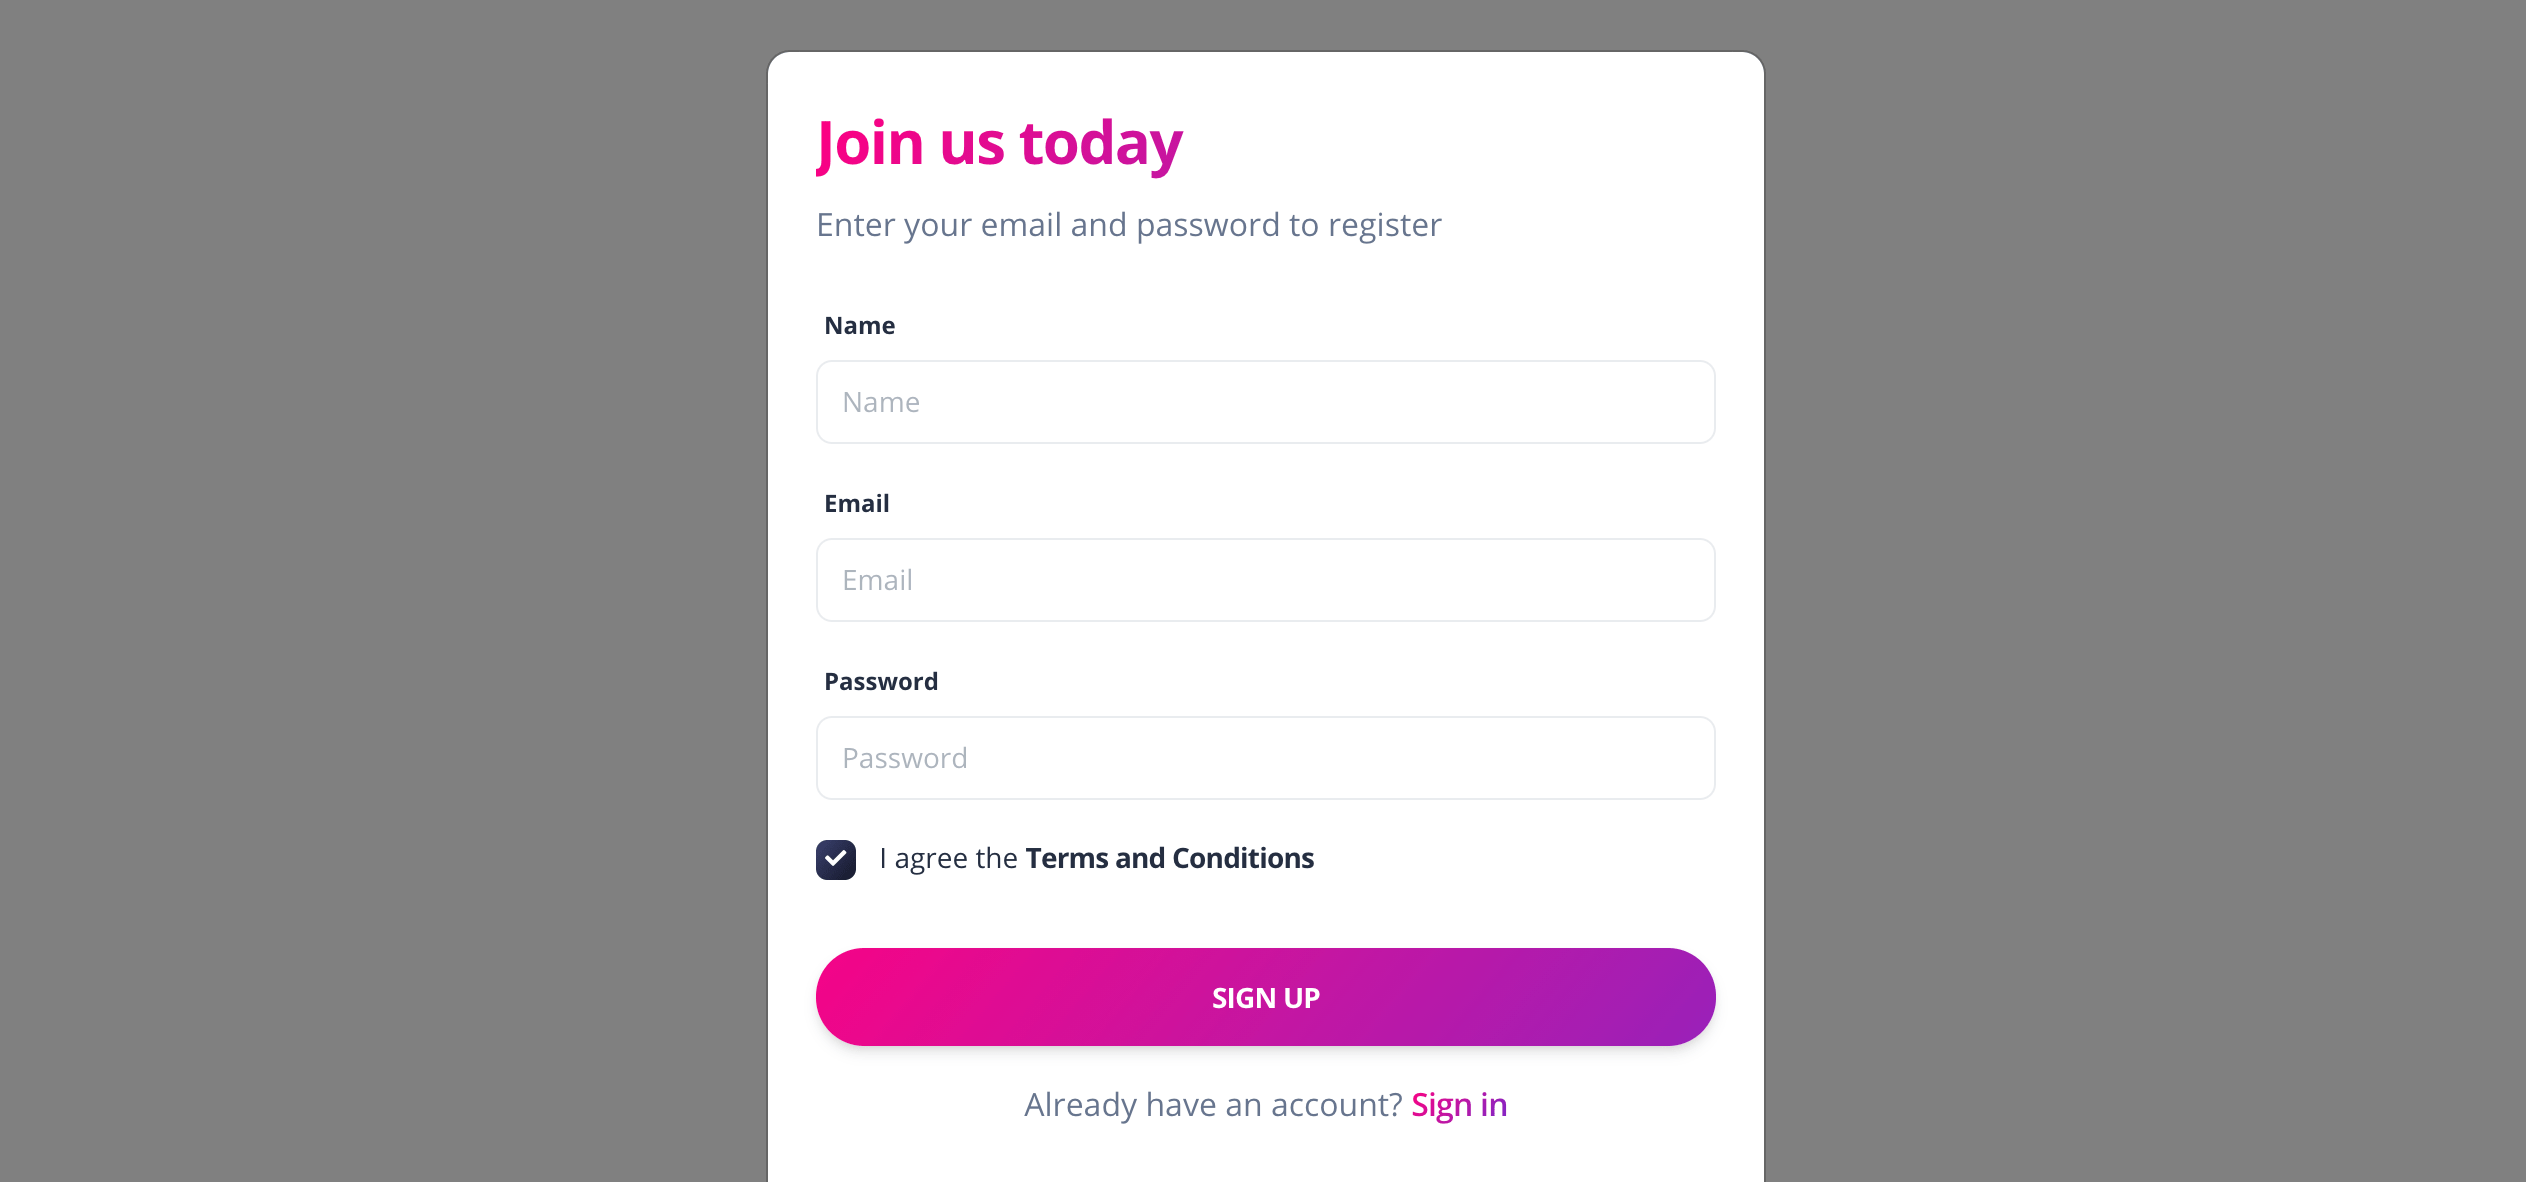 Join us today
Enter your email and password to register
Name
Name
Email
Email
Password
Password
I agree the Terms and Conditions
SIGN UP
Already have an account? Sign in